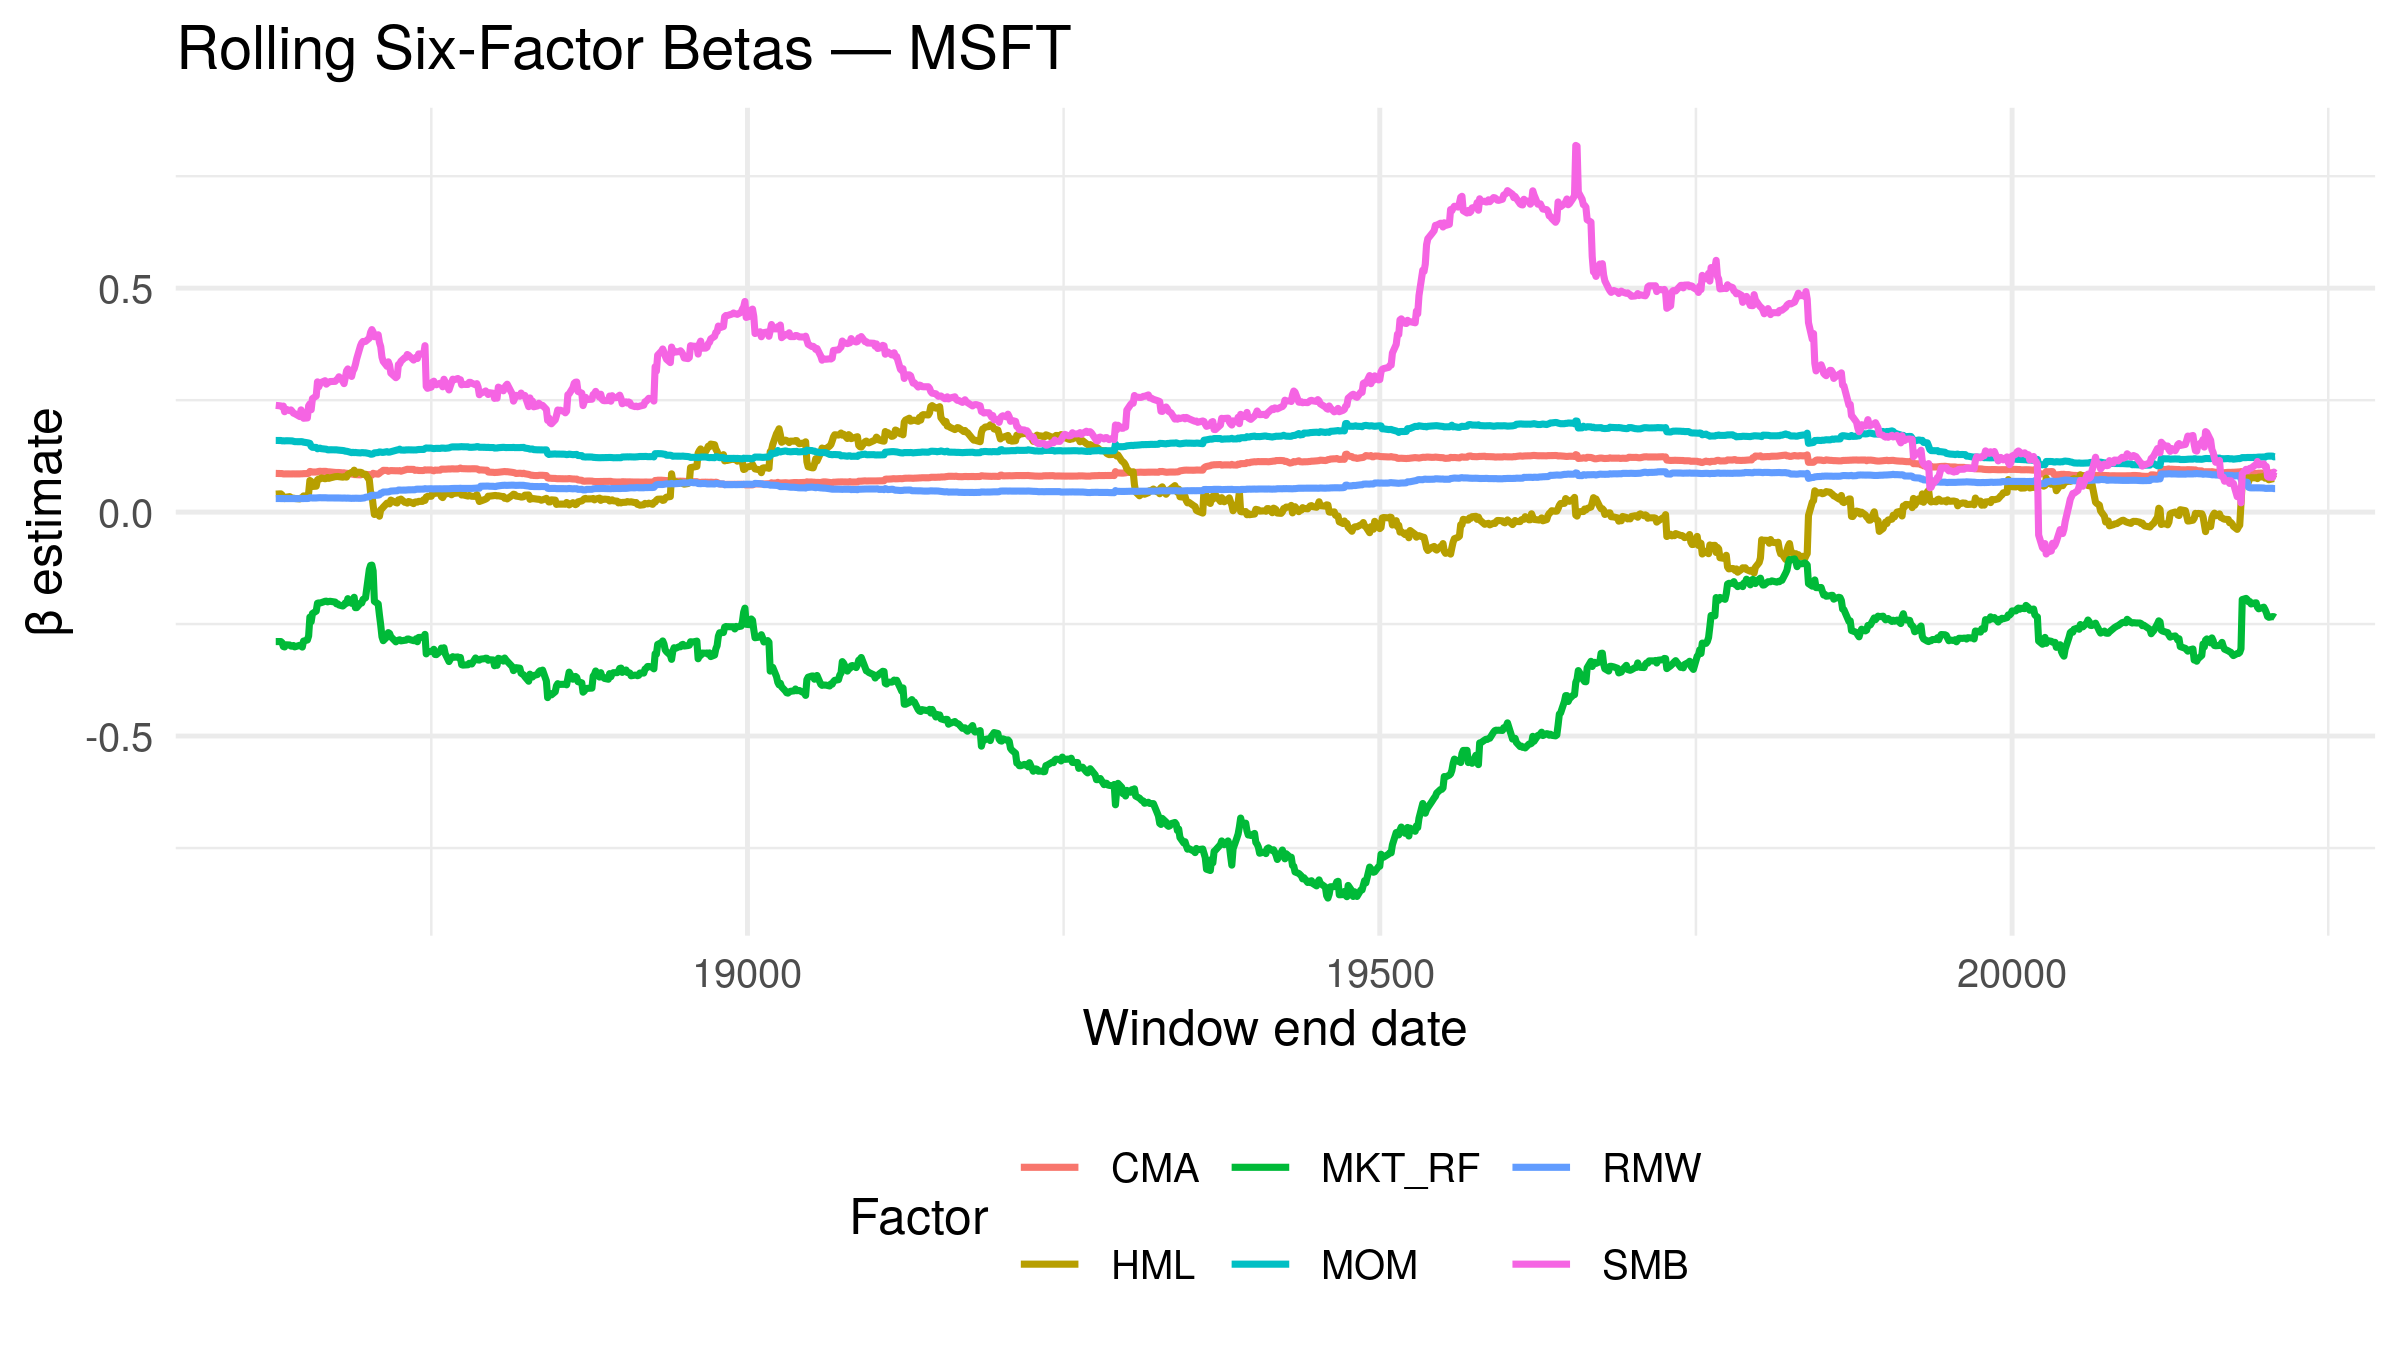 Rolling Six-Factor Betas — MSFT
0.5
0.0
-0.5
β estimate
19000 19500 20000
Window end date
Factor
CMA MKT_RF RMW
HML MOM SMB